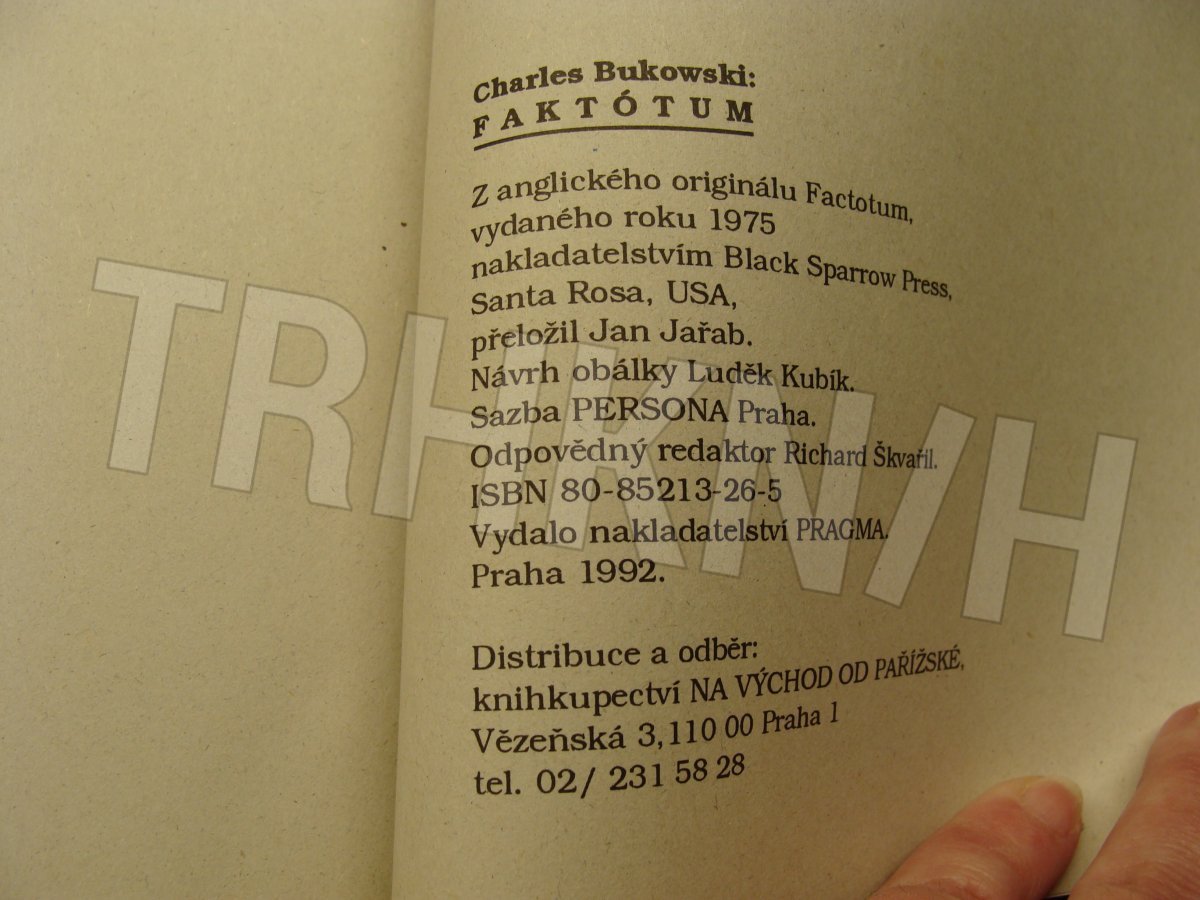 Charles Bukowski:
FAKTÓTUM
Z anglického originálu Factotum,
vydaného roku 1975
nakladatelstvím Black Sparrow Press,
Santa Rosa, USA,
přeložil Jan Jařab.
Návrh obálky Luděk Kubík.
Sazba PERSONA Praha.
Odpovědný redaktor Richard Škvařil.
ISBN 80-85213-26-5
Vydalo nakladatelství PRAGMA.
Praha 1992.
Distribuce a odběr:
knihkupectví NA VÝCHOD OD PAŘÍŽSKÉ,
Vězeňská 3, 110 00 Praha 1
tel. 02/ 231 58 28
TRHKN/H